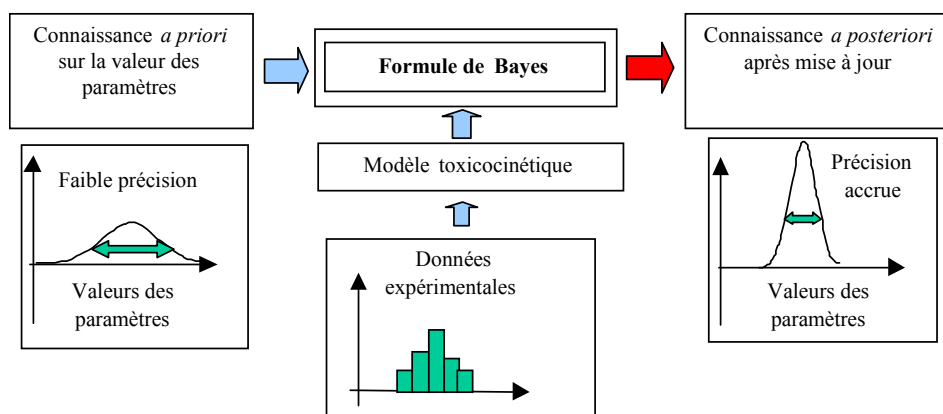 Connaissance a priori
sur la valeur des
paramètres
Formule de Bayes
Connaissance a posteriori
après mise à jour
Modèle toxicocinétique
Faible précision
Valeurs des
paramètres
Données
expérimentales
Précision
accrue
Valeurs des
paramètres